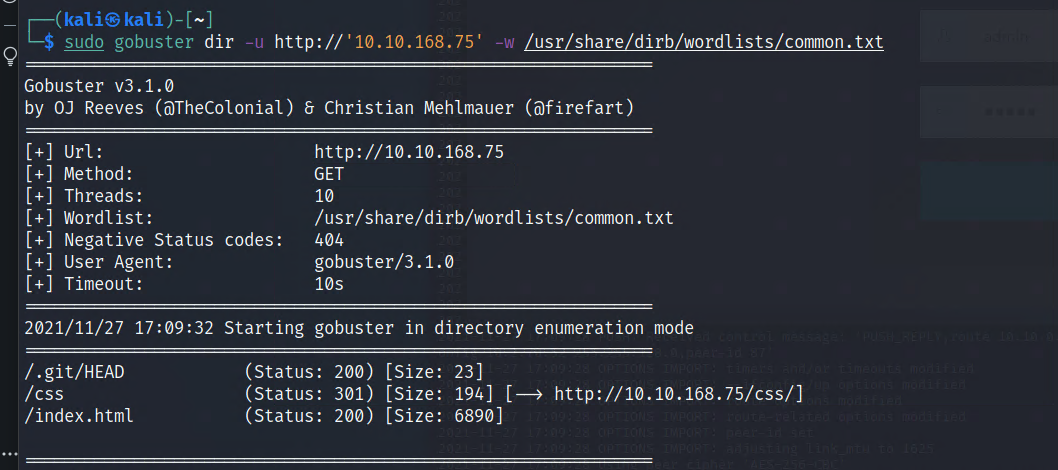 ┌──(kali㉿kali)-[~]
└─$ sudo gobuster dir -u http://'10.10.168.75' -w /usr/share/dirb/wordlists/common.txt
===============================================================
Gobuster v3.1.0
by OJ Reeves (@TheColonial) & Christian Mehlmauer (@firefart)
===============================================================
[+] Url:                     http://10.10.168.75
[+] Method:                  GET
[+] Threads:                 10
[+] Wordlist:                /usr/share/dirb/wordlists/common.txt
[+] Negative Status codes:   404
[+] User Agent:              gobuster/3.1.0
[+] Timeout:                 10s
===============================================================
2021/11/27 17:09:32 Starting gobuster in directory enumeration mode
===============================================================
/.git/HEAD            (Status: 200) [Size: 23]
/css                  (Status: 301) [Size: 194] [--> http://10.10.168.75/css/]
/index.html           (Status: 200) [Size: 6890]
===============================================================